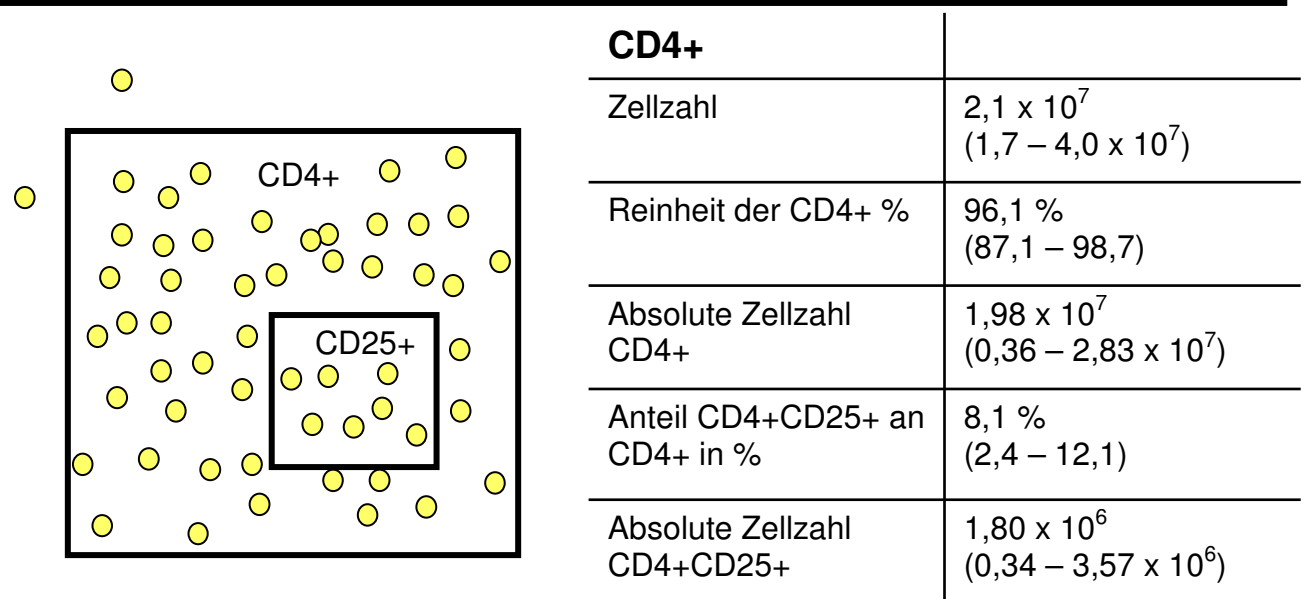 CD4+
CD25+
CD4+
Zellzahl
2,1 x 10⁷
(1,7 – 4,0 x 10⁷)
Reinheit der CD4+ %
96,1 %
(87,1 – 98,7)
Absolute Zellzahl
CD4+
1,98 x 10⁷
(0,36 – 2,83 x 10⁷)
Anteil CD4+CD25+ an
CD4+ in %
8,1 %
(2,4 – 12,1)
Absolute Zellzahl
CD4+CD25+
1,80 x 10⁶
(0,34 – 3,57 x 10⁶)